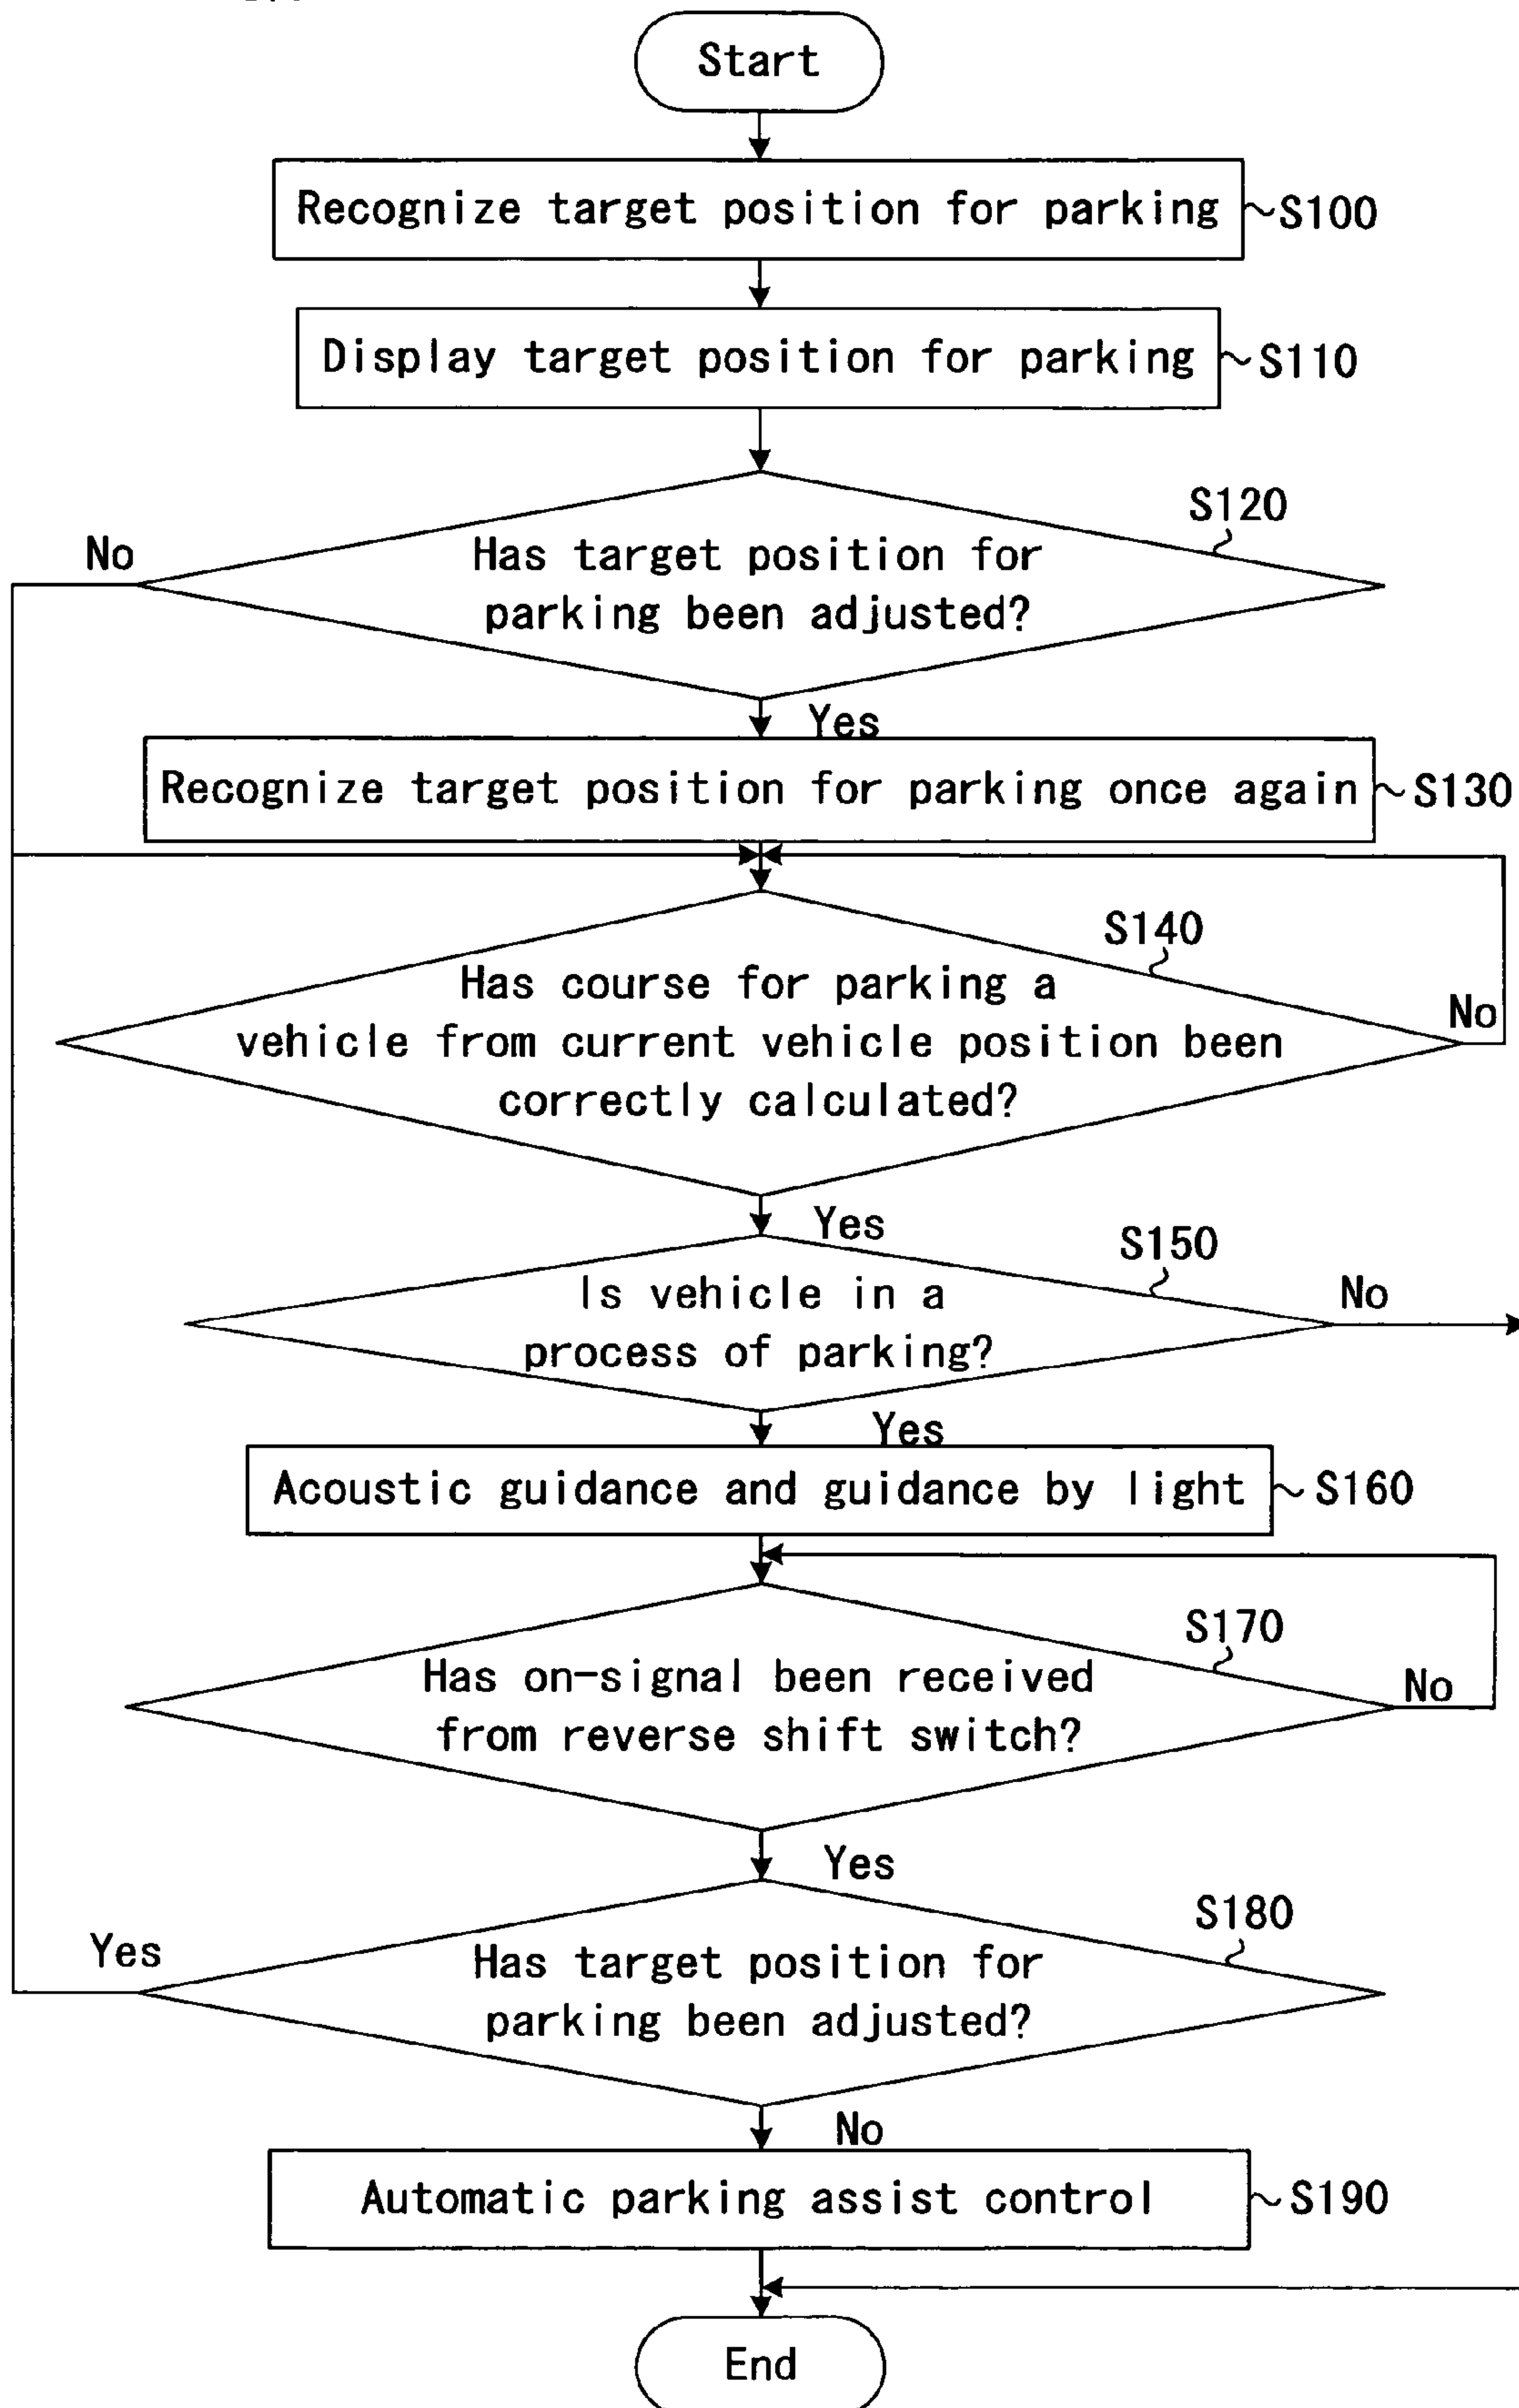 Start
Recognize target position for parking
S100
Display target position for parking
S110
S120
No
Has target position for
parking been adjusted?
Yes
Recognize target position for parking once again
S130
S140
Has course for parking a
vehicle from current vehicle position been
correctly calculated?
No
Yes
S150
Is vehicle in a
process of parking?
No
Yes
Acoustic guidance and guidance by light
S160
S170
Has on-signal been received
from reverse shift switch?
No
Yes
S180
Yes
Has target position for
parking been adjusted?
No
Automatic parking assist control
S190
End